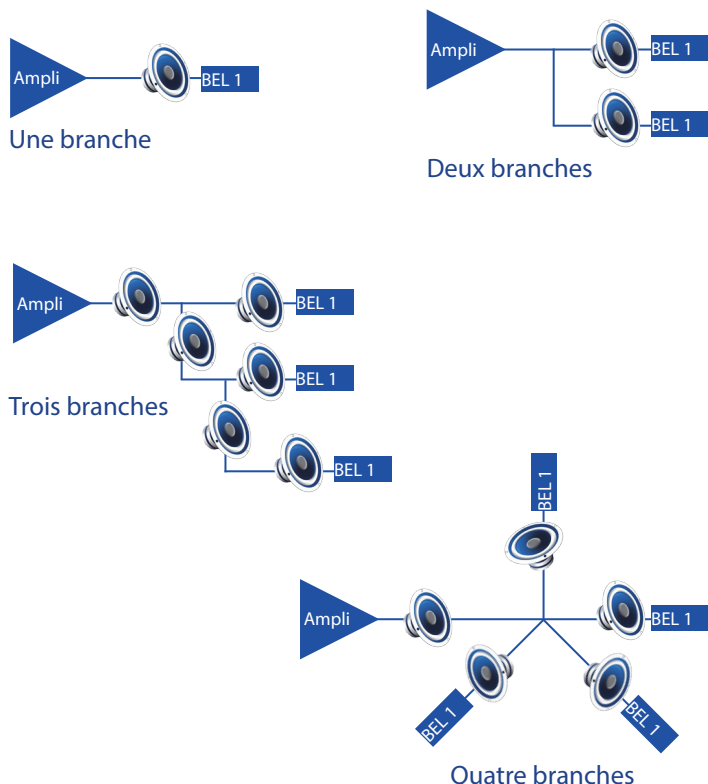 Ampli
BEL 1
Une branche
Ampli
BEL 1
BEL 1
Deux branches
Ampli
BEL 1
BEL 1
Trois branches
BEL 1
BEL 1
Ampli
BEL 1
BEL 1
BEL 1
Quatre branches